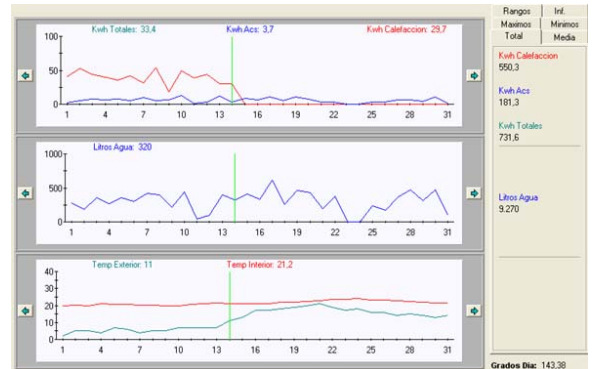 Kwh Totales: 33,4 Kwh Acs: 3,7 Kwh Calefaccion: 29,7
100
50
0
1 4 7 10 13 16 19 22 25 28 31
Litros Agua: 320
1000
500
0
1 4 7 10 13 16 19 22 25 28 31
Temp Exterior: 11 Temp Interior: 21,2
40
30
20
10
0
1 4 7 10 13 16 19 22 25 28 31
Rangos Inf.
Maximos Minimos
Total Media
Kwh Calefaccion
550,3
Kwh Acs
181,3
Kwh Totales
731,6
Litros Agua
9.270
Grados Dia: 143,38